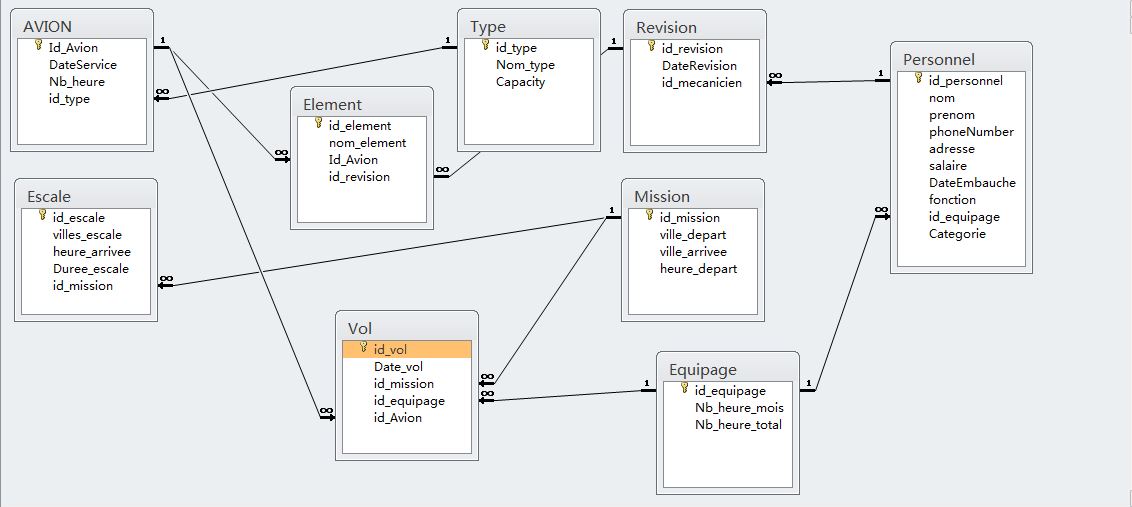 AVION
Id_Avion
DateService
Nb_heure
id_type
1
∞
Type
id_type
Nom_type
Capacity
1
Revision
id_revision
DateRevision
id_mecanicien
1
∞
Personnel
id_personnel
nom
prenom
phoneNumber
adresse
salaire
DateEmbauche
fonction
id_equipage
Categorie
1
∞
Element
id_element
nom_element
Id_Avion
id_revision
∞
∞
Escale
id_escale
villes_escale
heure_arrivee
Duree_escale
id_mission
∞
Mission
id_mission
ville_depart
ville_arrivee
heure_depart
1
Vol
id_vol
Date_vol
id_mission
id_equipage
id_Avion
∞
∞
∞
Equipage
id_equipage
Nb_heure_mois
Nb_heure_total
1
1